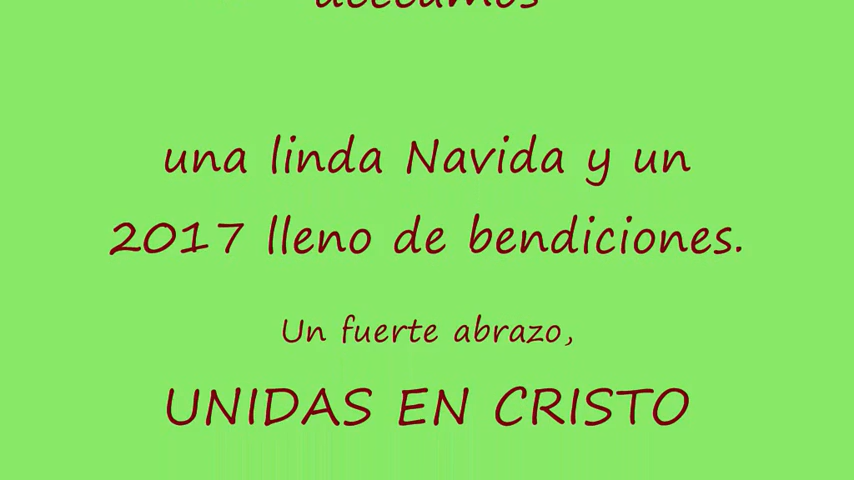 una linda Navida y un
2017 lleno de bendiciones.
Un fuerte abrazo,
UNIDAS EN CRISTO